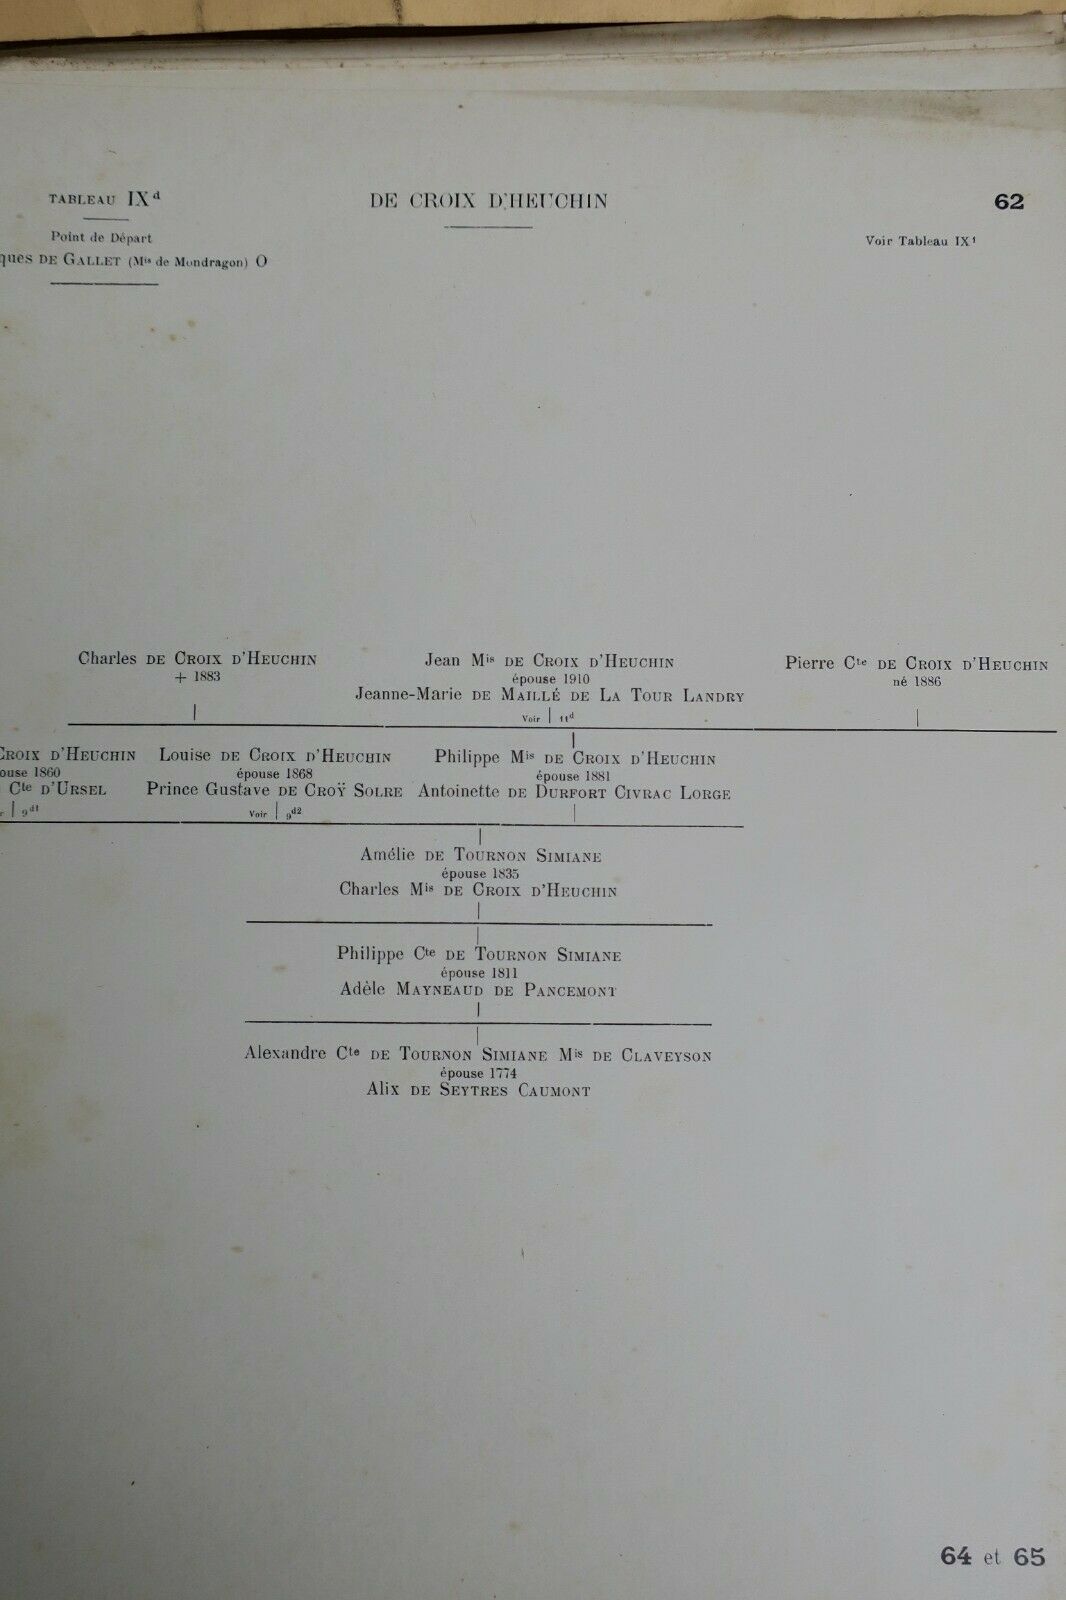 TABLEAU IXd
DE CROIX D'HEUCHIN
62
Point de Départ
Voir Tableau IX1
ques DE GALLET (Mis de Mondragon) O
Charles DE CROIX D'HEUCHIN
+ 1883
Jean Mis DE CROIX D'HEUCHIN
épouse 1910
Jeanne-Marie DE MAILLÉ DE LA TOUR LANDRY
Voir 11d
Pierre Cte DE CROIX D'HEUCHIN
né 1886
CROIX D'HEUCHIN
ouse 1860
Cte D'URSEL
r 9d1
Louise DE CROIX D'HEUCHIN
épouse 1868
Prince Gustave DE CROŸ SOLRE
Voir 9d2
Philippe Mis DE CROIX D'HEUCHIN
épouse 1881
Antoinette DE DURFORT CIVRAC LORGE
Amélie DE TOURNON SIMIANE
épouse 1835
Charles Mis DE CROIX D'HEUCHIN
Philippe Cte DE TOURNON SIMIANE
épouse 1811
Adèle MAYNEAUD DE PANCEMONT
Alexandre Cte DE TOURNON SIMIANE Mis DE CLAVEYSON
épouse 1774
Alix DE SEYTRES CAUMONT
64 et 65